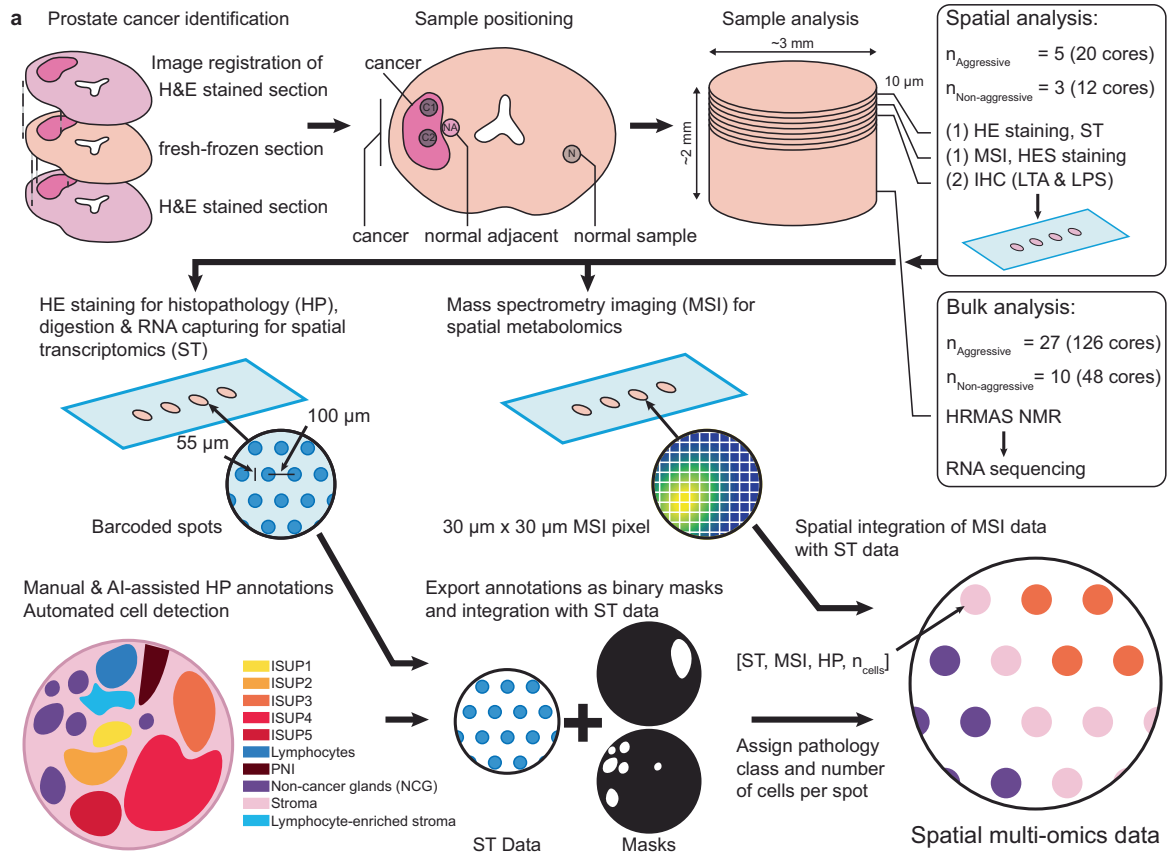 a
Prostate cancer identification
Image registration of
H&E stained section
fresh-frozen section
H&E stained section
Sample positioning
cancer
C1
C2
NA
N
cancer
normal adjacent
normal sample
Sample analysis
~3 mm
~2 mm
10 µm
Spatial analysis:
nAggressive = 5 (20 cores)
nNon-aggressive = 3 (12 cores)
(1) HE staining, ST
(1) MSI, HES staining
(2) IHC (LTA & LPS)
Bulk analysis:
nAggressive = 27 (126 cores)
nNon-aggressive = 10 (48 cores)
HRMAS NMR
RNA sequencing
HE staining for histopathology (HP),
digestion & RNA capturing for spatial
transcriptomics (ST)
55 µm
100 µm
Barcoded spots
Mass spectrometry imaging (MSI) for
spatial metabolomics
30 µm x 30 µm MSI pixel
Spatial integration of MSI data
with ST data
Manual & AI-assisted HP annotations
Automated cell detection
ISUP1
ISUP2
ISUP3
ISUP4
ISUP5
Lymphocytes
PNI
Non-cancer glands (NCG)
Stroma
Lymphocyte-enriched stroma
Export annotations as binary masks
and integration with ST data
ST Data
Masks
[ST, MSI, HP, ncells]
Assign pathology
class and number
of cells per spot
Spatial multi-omics data